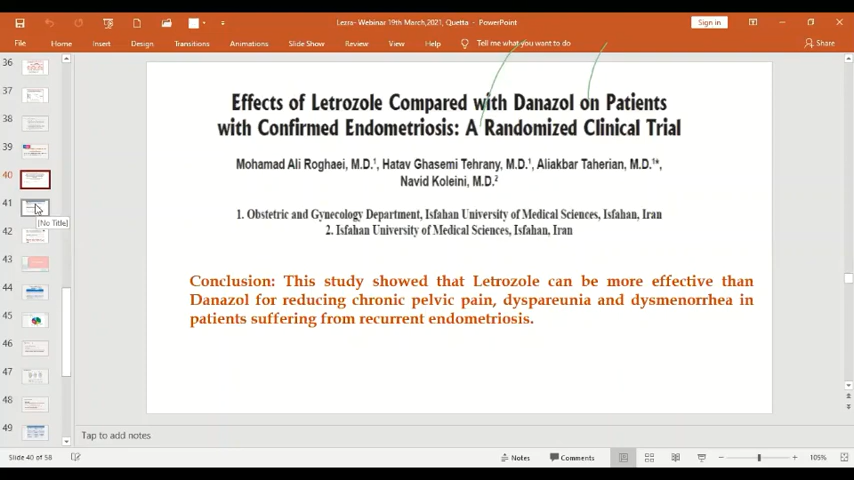 Lezra- Webinar 19th March,2021, Quetta - PowerPoint
Sign in
File Home Insert Design Transitions Animations Slide Show Review View Help Tell me what you want to do Share
36
37
38
39
40
41
[No Title]
42
43
44
45
46
47
48
49
Effects of Letrozole Compared with Danazol on Patients
with Confirmed Endometriosis: A Randomized Clinical Trial
Mohamad Ali Roghaei, M.D.¹, Hatav Ghasemi Tehrany, M.D.¹, Aliakbar Taherian, M.D.¹*,
Navid Koleini, M.D.²
1. Obstetric and Gynecology Department, Isfahan University of Medical Sciences, Isfahan, Iran
2. Isfahan University of Medical Sciences, Isfahan, Iran
Conclusion: This study showed that Letrozole can be more effective than
Danazol for reducing chronic pelvic pain, dyspareunia and dysmenorrhea in
patients suffering from recurrent endometriosis.
Tap to add notes
Slide 40 of 58
Notes Comments
105%